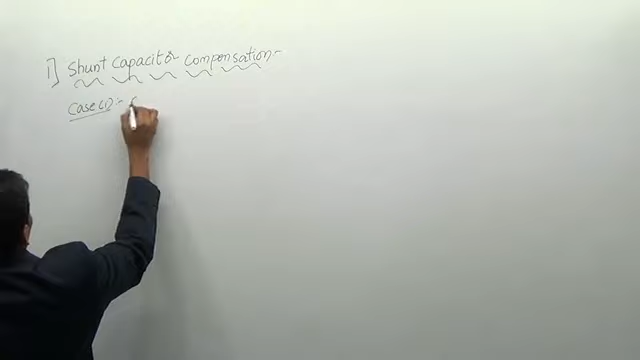 1] Shunt Capacitor Compensation:-
Case(1):-